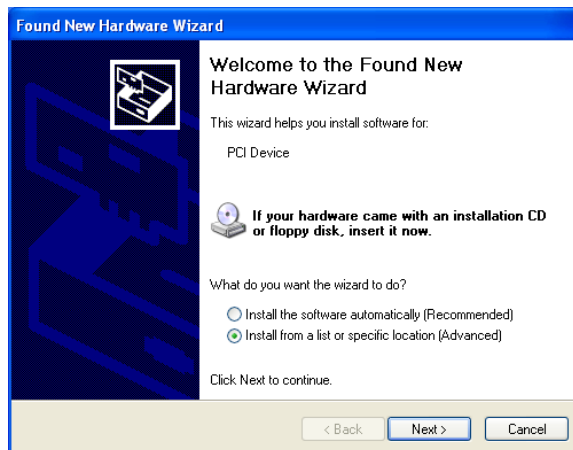 Found New Hardware Wizard
Welcome to the Found New
Hardware Wizard
This wizard helps you install software for:
PCI Device
If your hardware came with an installation CD
or floppy disk, insert it now.
What do you want the wizard to do?
Install the software automatically (Recommended)
Install from a list or specific location (Advanced)
Click Next to continue.
< Back Next > Cancel